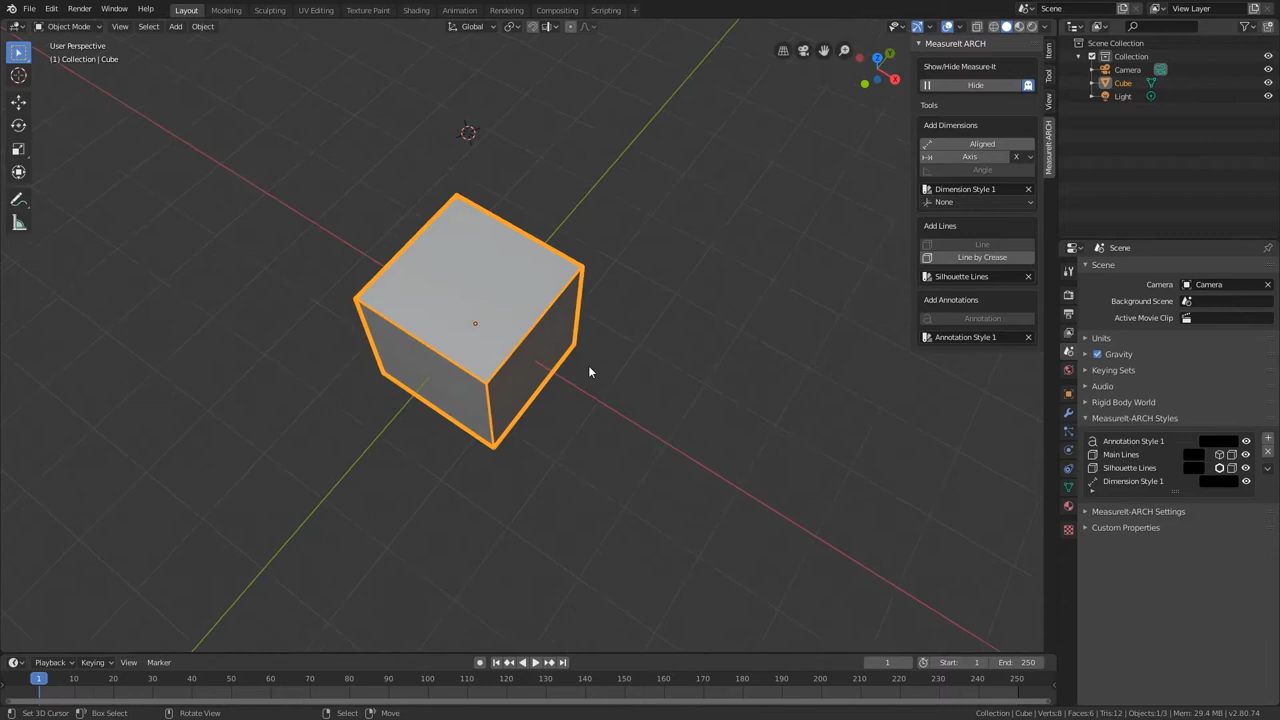 File Edit Render Window Help
Layout Modeling Sculpting UV Editing Texture Paint Shading Animation Rendering Compositing Scripting +
Scene
View Layer
Object Mode View Select Add Object
Global
User Perspective
(1) Collection | Cube
Y
Z
X
MeasureIt ARCH
Show/Hide Measure-It
Hide
Tools
Add Dimensions
Aligned
Axis X
Angle
Dimension Style 1
None
Add Lines
Line
Line by Crease
Silhouette Lines
Add Annotations
Annotation
Annotation Style 1
Item
Tool
View
MeasureIt-ARCH
Scene Collection
Collection
Camera
Cube
Light
Scene
Scene
Camera Camera
Background Scene
Active Movie Clip
Units
Gravity
Keying Sets
Audio
Rigid Body World
MeasureIt-ARCH Styles
Annotation Style 1
Main Lines
Silhouette Lines
Dimension Style 1
MeasureIt-ARCH Settings
Custom Properties
Playback Keying View Marker
1 Start: 1 End: 250
1 10 20 30 40 50 60 70 80 90 100 110 120 130 140 150 160 170 180 190 200 210 220 230 240 250
Set 3D Cursor Box Select Rotate View Select Move
Collection | Cube | Verts:8 | Faces:6 | Tris:12 | Objects:1/3 | Mem: 29.4 MB | v2.80.74